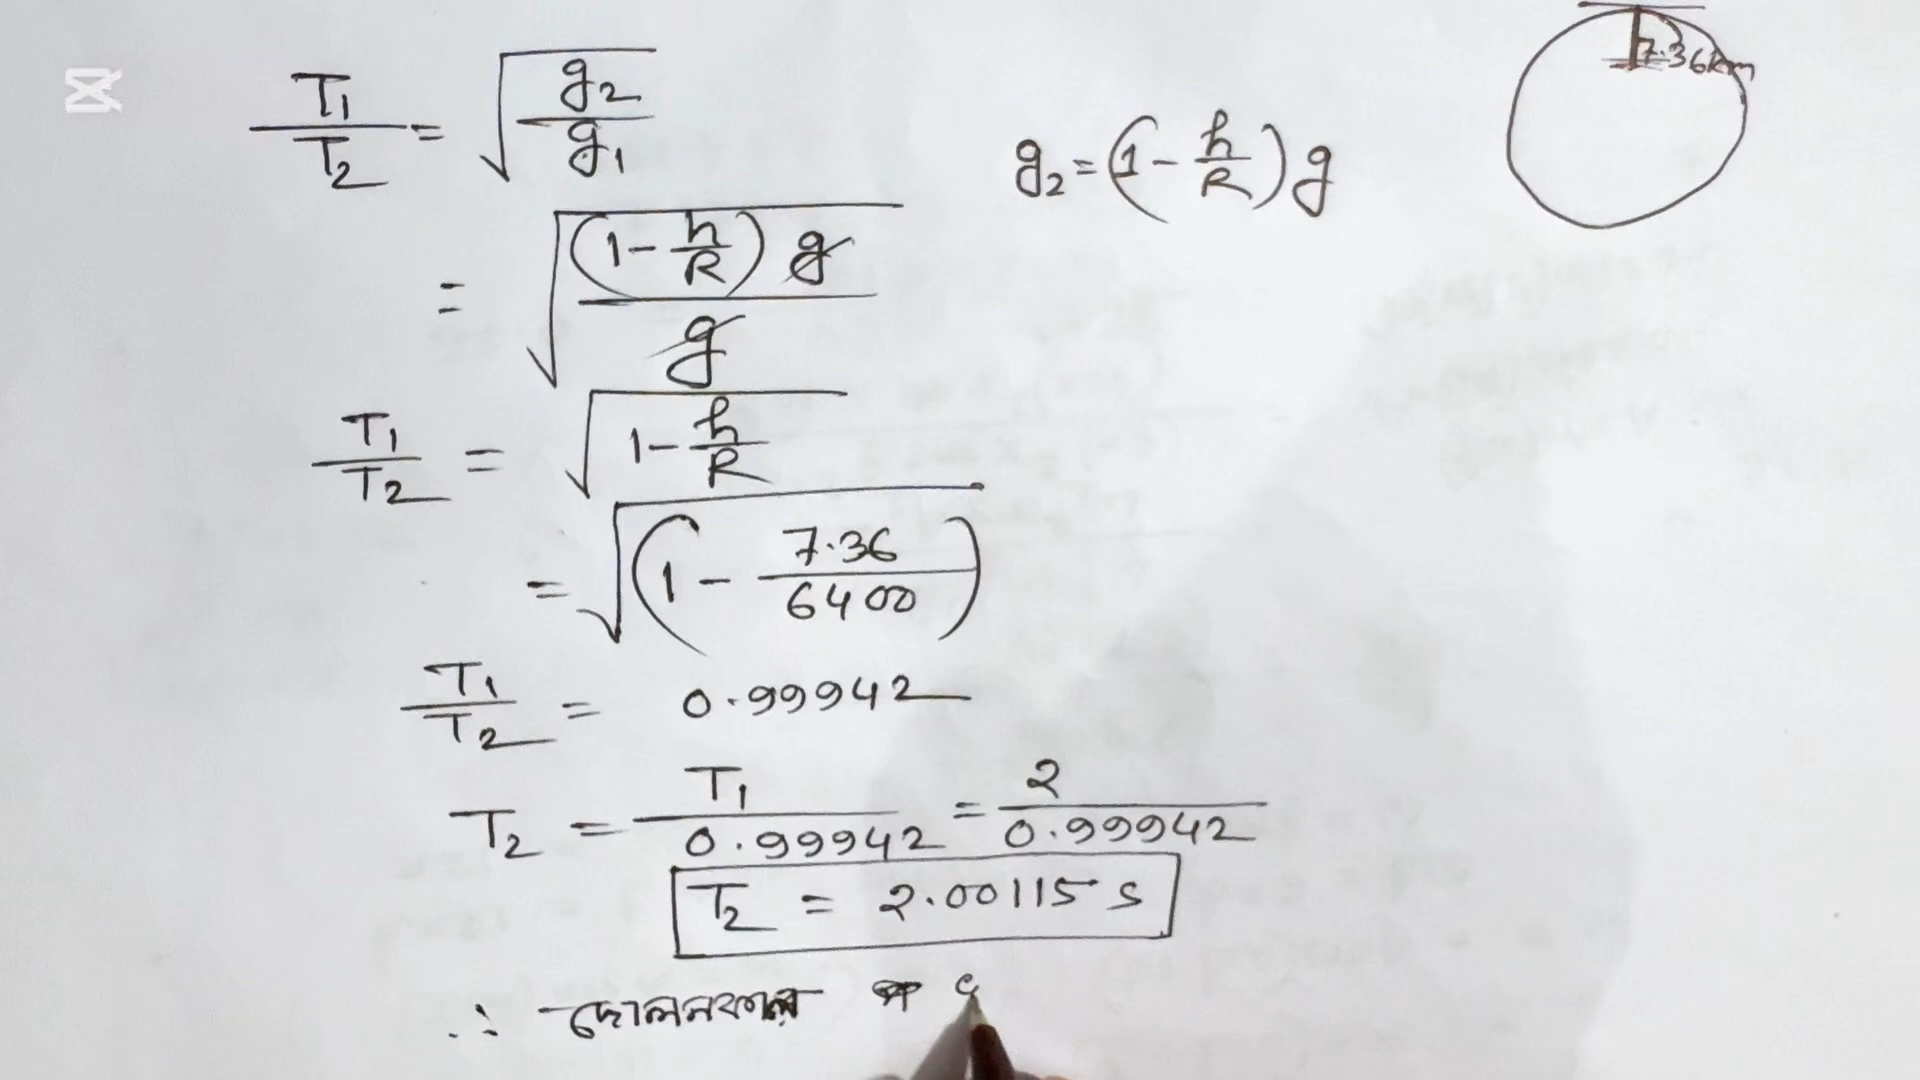 T₁/T₂ = √(g₂/g₁)
g₂ = (1 - h/R) g
h 7.36km
= √((1 - h/R) g / g)
T₁/T₂ = √(1 - h/R)
= √(1 - 7.36/6400)
T₁/T₂ = 0.99942
T₂ = T₁/0.99942 = 2/0.99942
T₂ = 2.00115 s
∴ দোলনকাল